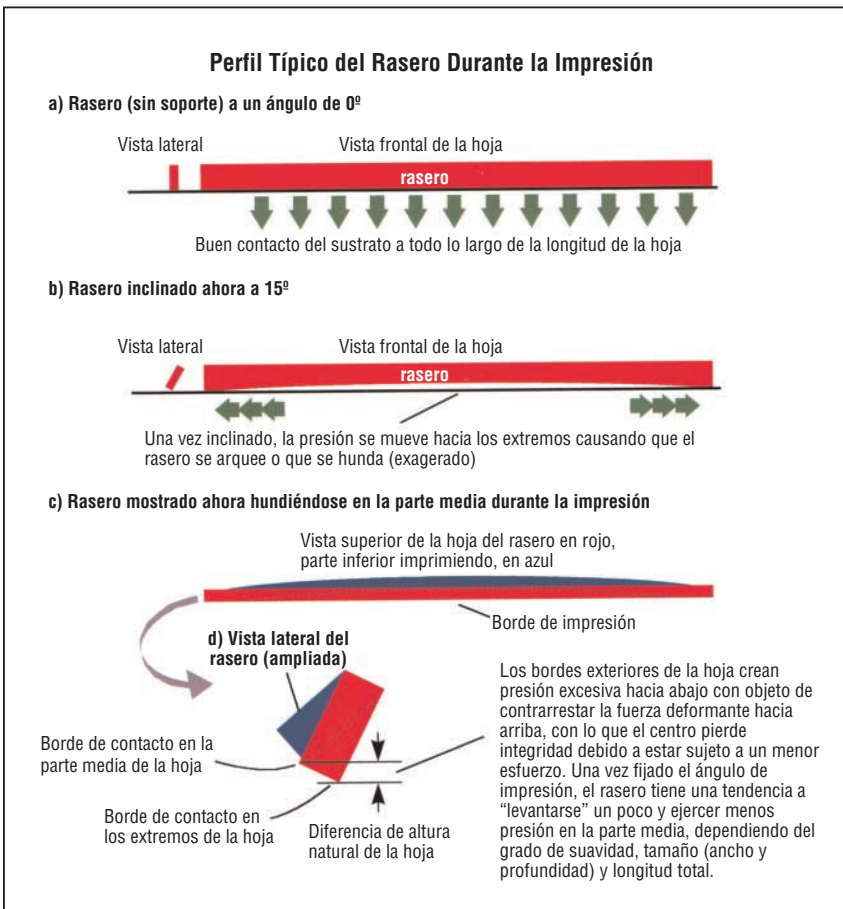 Perfil Típico del Rasero Durante la Impresión
a) Rasero (sin soporte) a un ángulo de 0º
Vista lateral
Vista frontal de la hoja
rasero
Buen contacto del sustrato a todo lo largo de la longitud de la hoja
b) Rasero inclinado ahora a 15º
Vista lateral
Vista frontal de la hoja
rasero
Una vez inclinado, la presión se mueve hacia los extremos causando que el
rasero se arquee o que se hunda (exagerado)
c) Rasero mostrado ahora hundiéndose en la parte media durante la impresión
Vista superior de la hoja del rasero en rojo,
parte inferior imprimiendo, en azul
Borde de impresión
d) Vista lateral del
rasero (ampliada)
Borde de contacto en la
parte media de la hoja
Borde de contacto en
los extremos de la hoja
Diferencia de altura
natural de la hoja
Los bordes exteriores de la hoja crean
presión excesiva hacia abajo con objeto de
contrarrestar la fuerza deformante hacia
arriba, con lo que el centro pierde
integridad debido a estar sujeto a un menor
esfuerzo. Una vez fijado el ángulo de
impresión, el rasero tiene una tendencia a
“levantarse” un poco y ejercer menos
presión en la parte media, dependiendo del
grado de suavidad, tamaño (ancho y
profundidad) y longitud total.